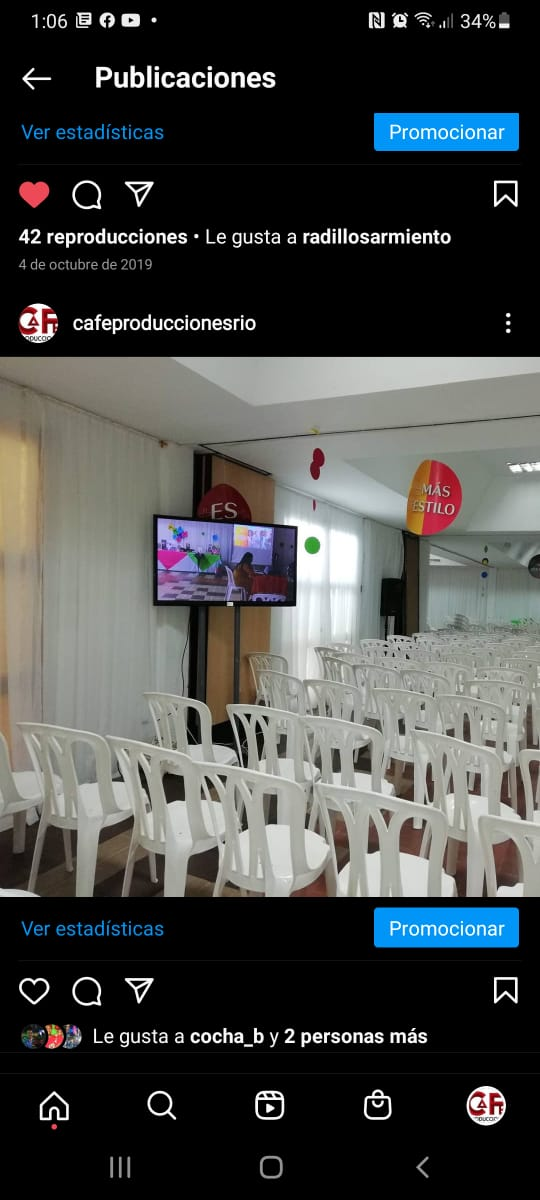 1:06
34%
Publicaciones
Ver estadísticas
Promocionar
42 reproducciones • Le gusta a radillosarmiento
4 de octubre de 2019
CAFE
cafeproduccionesrio
ES
MÁS
ESTILO
Ver estadísticas
Promocionar
Le gusta a cocha_b y 2 personas más